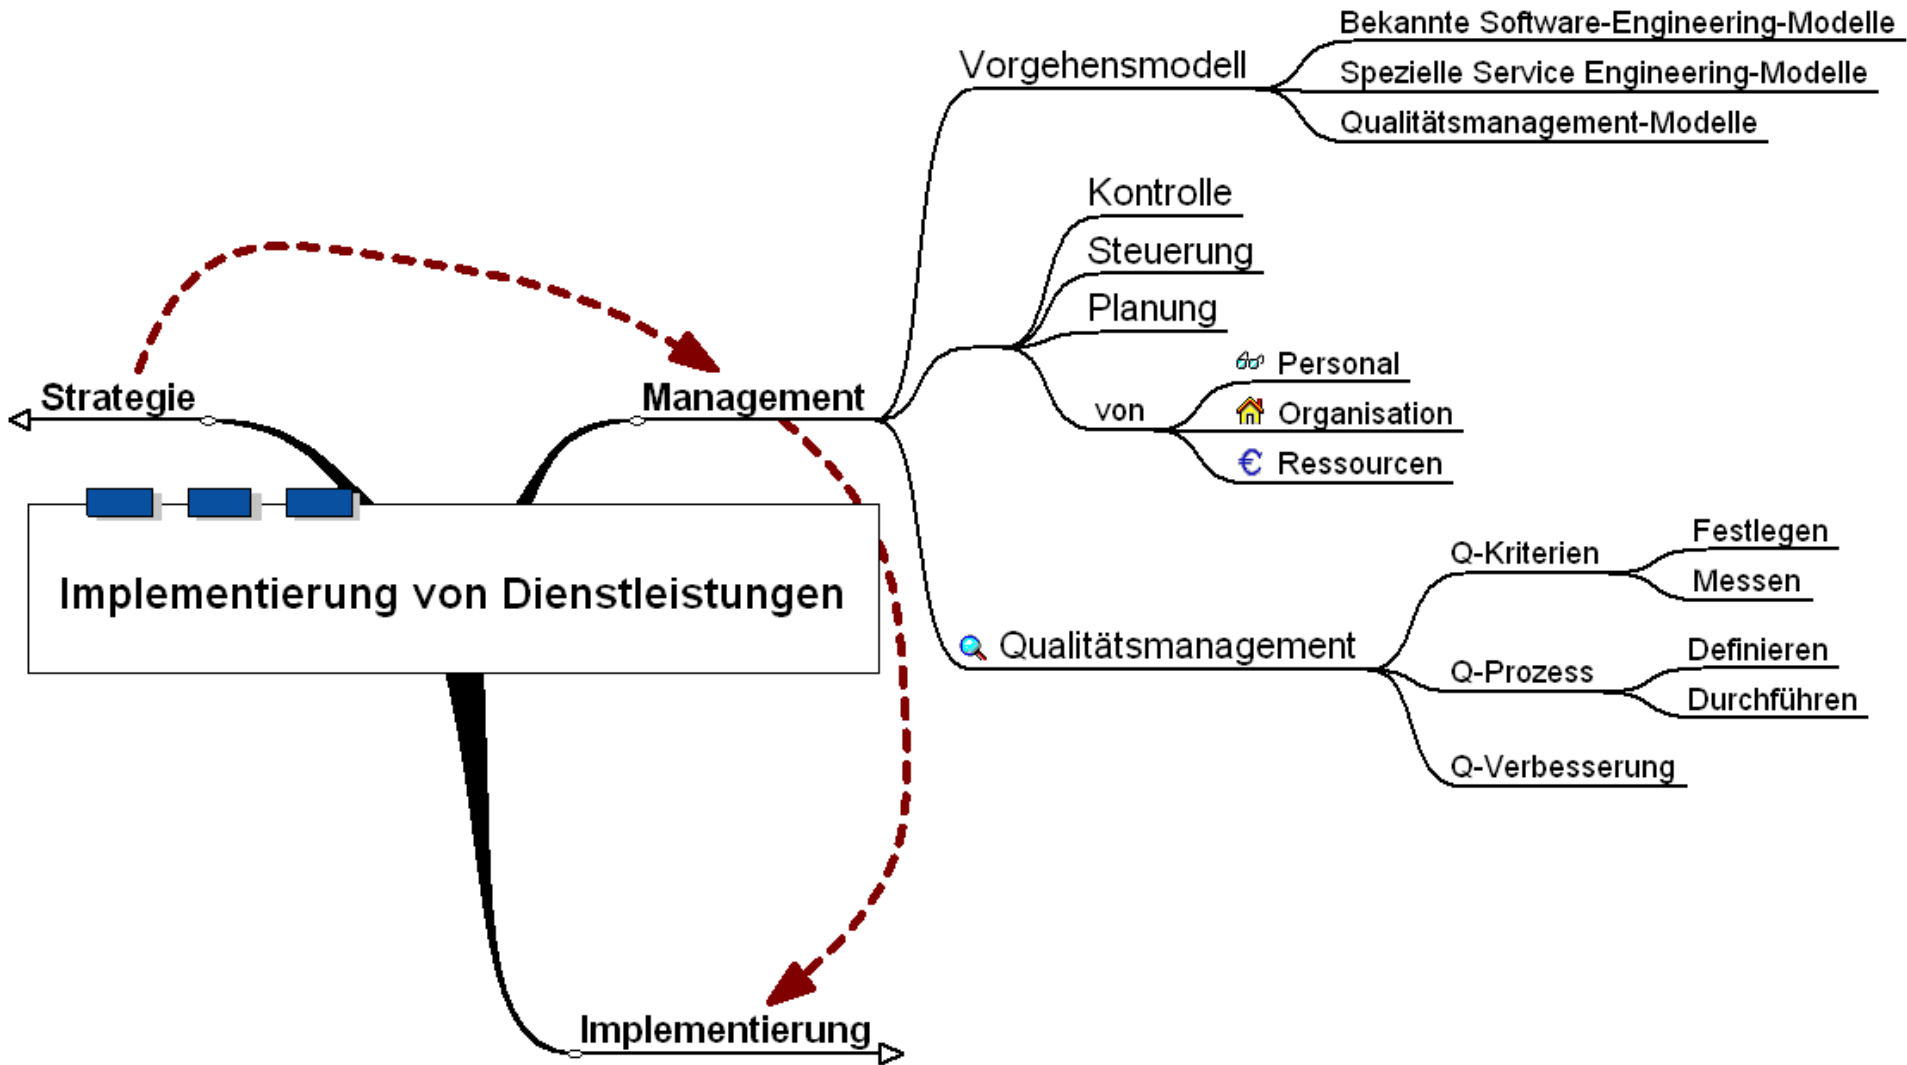 Strategie
Implementierung von Dienstleistungen
Management
Vorgehensmodell
Bekannte Software-Engineering-Modelle
Spezielle Service Engineering-Modelle
Qualitätsmanagement-Modelle
Kontrolle
Steuerung
Planung
von
Personal
Organisation
€ Ressourcen
Qualitätsmanagement
Q-Kriterien
Festlegen
Messen
Q-Prozess
Definieren
Durchführen
Q-Verbesserung
Implementierung